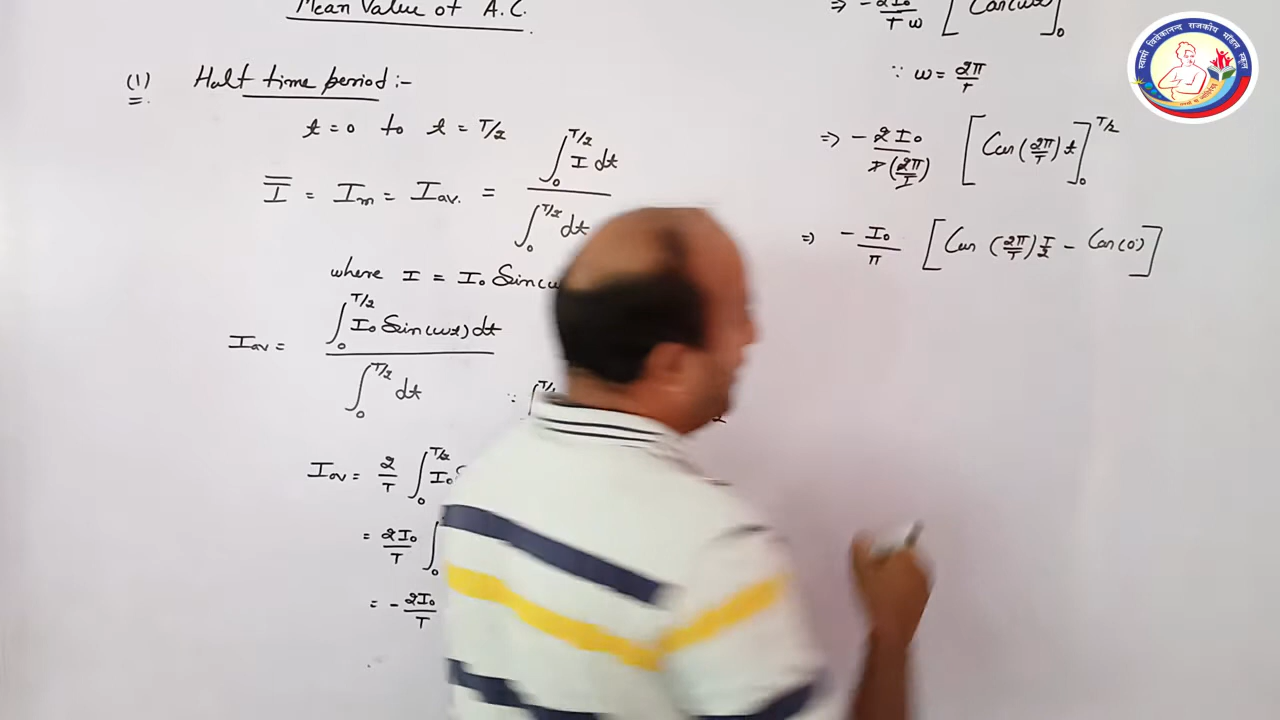 Mean Value of A.C.
(1) Half time period :-
t = 0 to t = T/2
I̅ = Im = Iav. = ∫₀^T/2 I dt / ∫₀^T/2 dt
where I = I₀ Sin(ω
Iav = ∫₀^T/2 I₀ Sin(ωt) dt / ∫₀^T/2 dt
∵ ∫
Iav = 2/T ∫₀^T/2 I₀
= 2I₀/T ∫₀
= - 2I₀/T
⇒ - 2I₀/Tω [Cos(ωt)]₀
∵ ω = 2π/T
⇒ - 2I₀/T(2π/T) [Cos(2π/T)t]₀^T/2
⇒ - I₀/π [Cos(2π/T)T/2 - Cos(0)]
स्वामी विवेकानन्द राजकीय मॉडल स्कूल